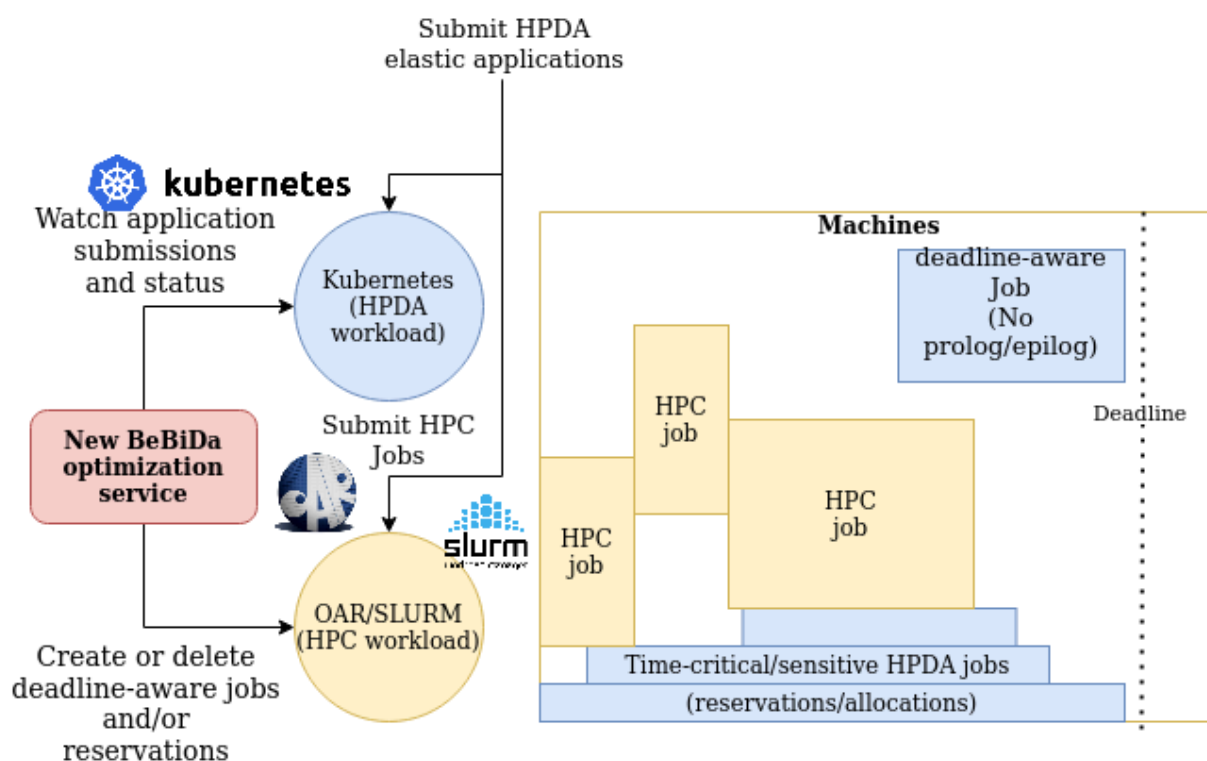 Submit HPDA
elastic applications
kubernetes
Watch application
submissions
and status
Kubernetes
(HPDA
workload)
New BeBiDa
optimization
service
Submit HPC
Jobs
slurm
OAR/SLURM
(HPC workload)
Create or delete
deadline-aware jobs
and/or
reservations
Machines
deadline-aware
Job
(No
prolog/epilog)
Deadline
HPC
job
HPC
job
HPC
job
Time-critical/sensitive HPDA jobs
(reservations/allocations)